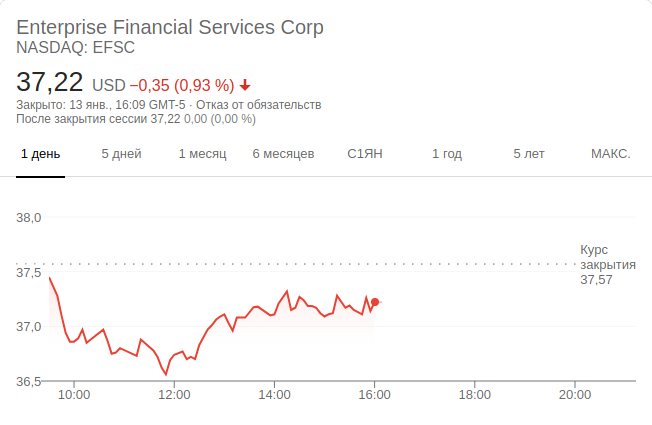 Enterprise Financial Services Corp
NASDAQ: EFSC
37,22 USD −0,35 (0,93 %)
Закрыто: 13 янв., 16:09 GMT-5 · Отказ от обязательств
После закрытия сессии 37,22 0,00 (0,00 %)
1 день 5 дней 1 месяц 6 месяцев С1ЯН 1 год 5 лет МАКС.
38,0
Курс
закрытия
37,57
37,5
37,0
36,5
10:00 12:00 14:00 16:00 18:00 20:00